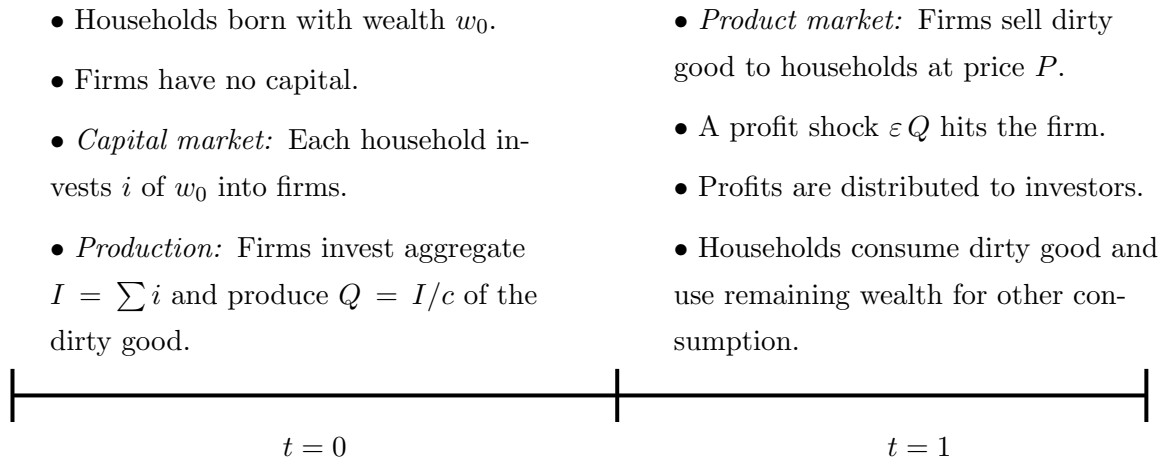 • Households born with wealth w₀.
• Firms have no capital.
• Capital market: Each household in-
vests i of w₀ into firms.
• Production: Firms invest aggregate
I = ∑ i and produce Q = I/c of the
dirty good.
• Product market: Firms sell dirty
good to households at price P.
• A profit shock ε Q hits the firm.
• Profits are distributed to investors.
• Households consume dirty good and
use remaining wealth for other con-
sumption.
t = 0
t = 1